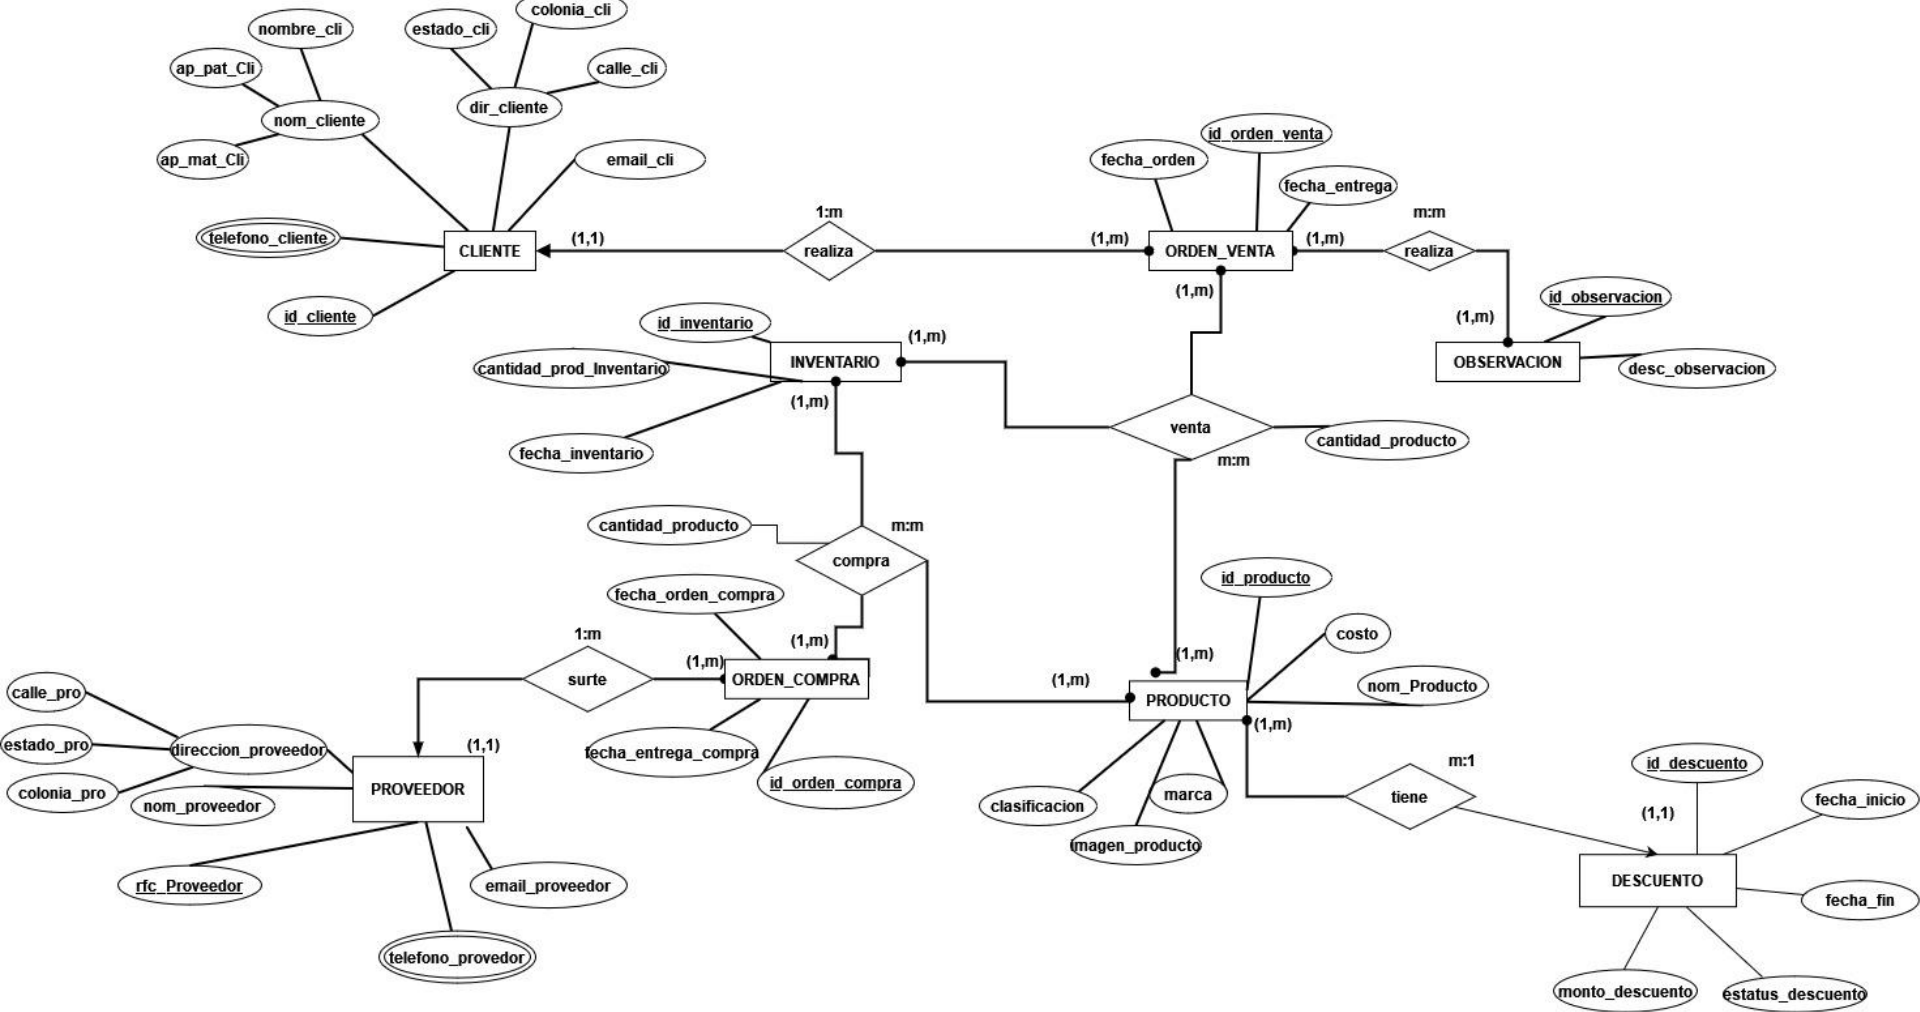 colonia_cli
nombre_cli
estado_cli
ap_pat_Cli
calle_cli
dir_cliente
nom_cliente
id_orden_venta
ap_mat_Cli
email_cli
fecha_orden
fecha_entrega
1:m
m:m
telefono_cliente
CLIENTE
(1,1)
realiza
(1,m)
ORDEN_VENTA
(1,m)
realiza
(1,m)
id_observacion
id_cliente
id_inventario
(1,m)
(1,m)
INVENTARIO
OBSERVACION
cantidad_prod_Inventario
desc_observacion
(1,m)
venta
cantidad_producto
fecha_inventario
m:m
cantidad_producto
m:m
compra
id_producto
fecha_orden_compra
costo
1:m
(1,m)
(1,m)
(1,m)
surte
ORDEN_COMPRA
(1,m)
nom_Producto
calle_pro
PRODUCTO
(1,m)
estado_pro
direccion_proveedor
(1,1)
fecha_entrega_compra
m:1
id_descuento
colonia_pro
nom_proveedor
PROVEEDOR
id_orden_compra
clasificacion
marca
tiene
fecha_inicio
(1,1)
imagen_producto
rfc_Proveedor
email_proveedor
DESCUENTO
fecha_fin
telefono_provedor
monto_descuento
estatus_descuento